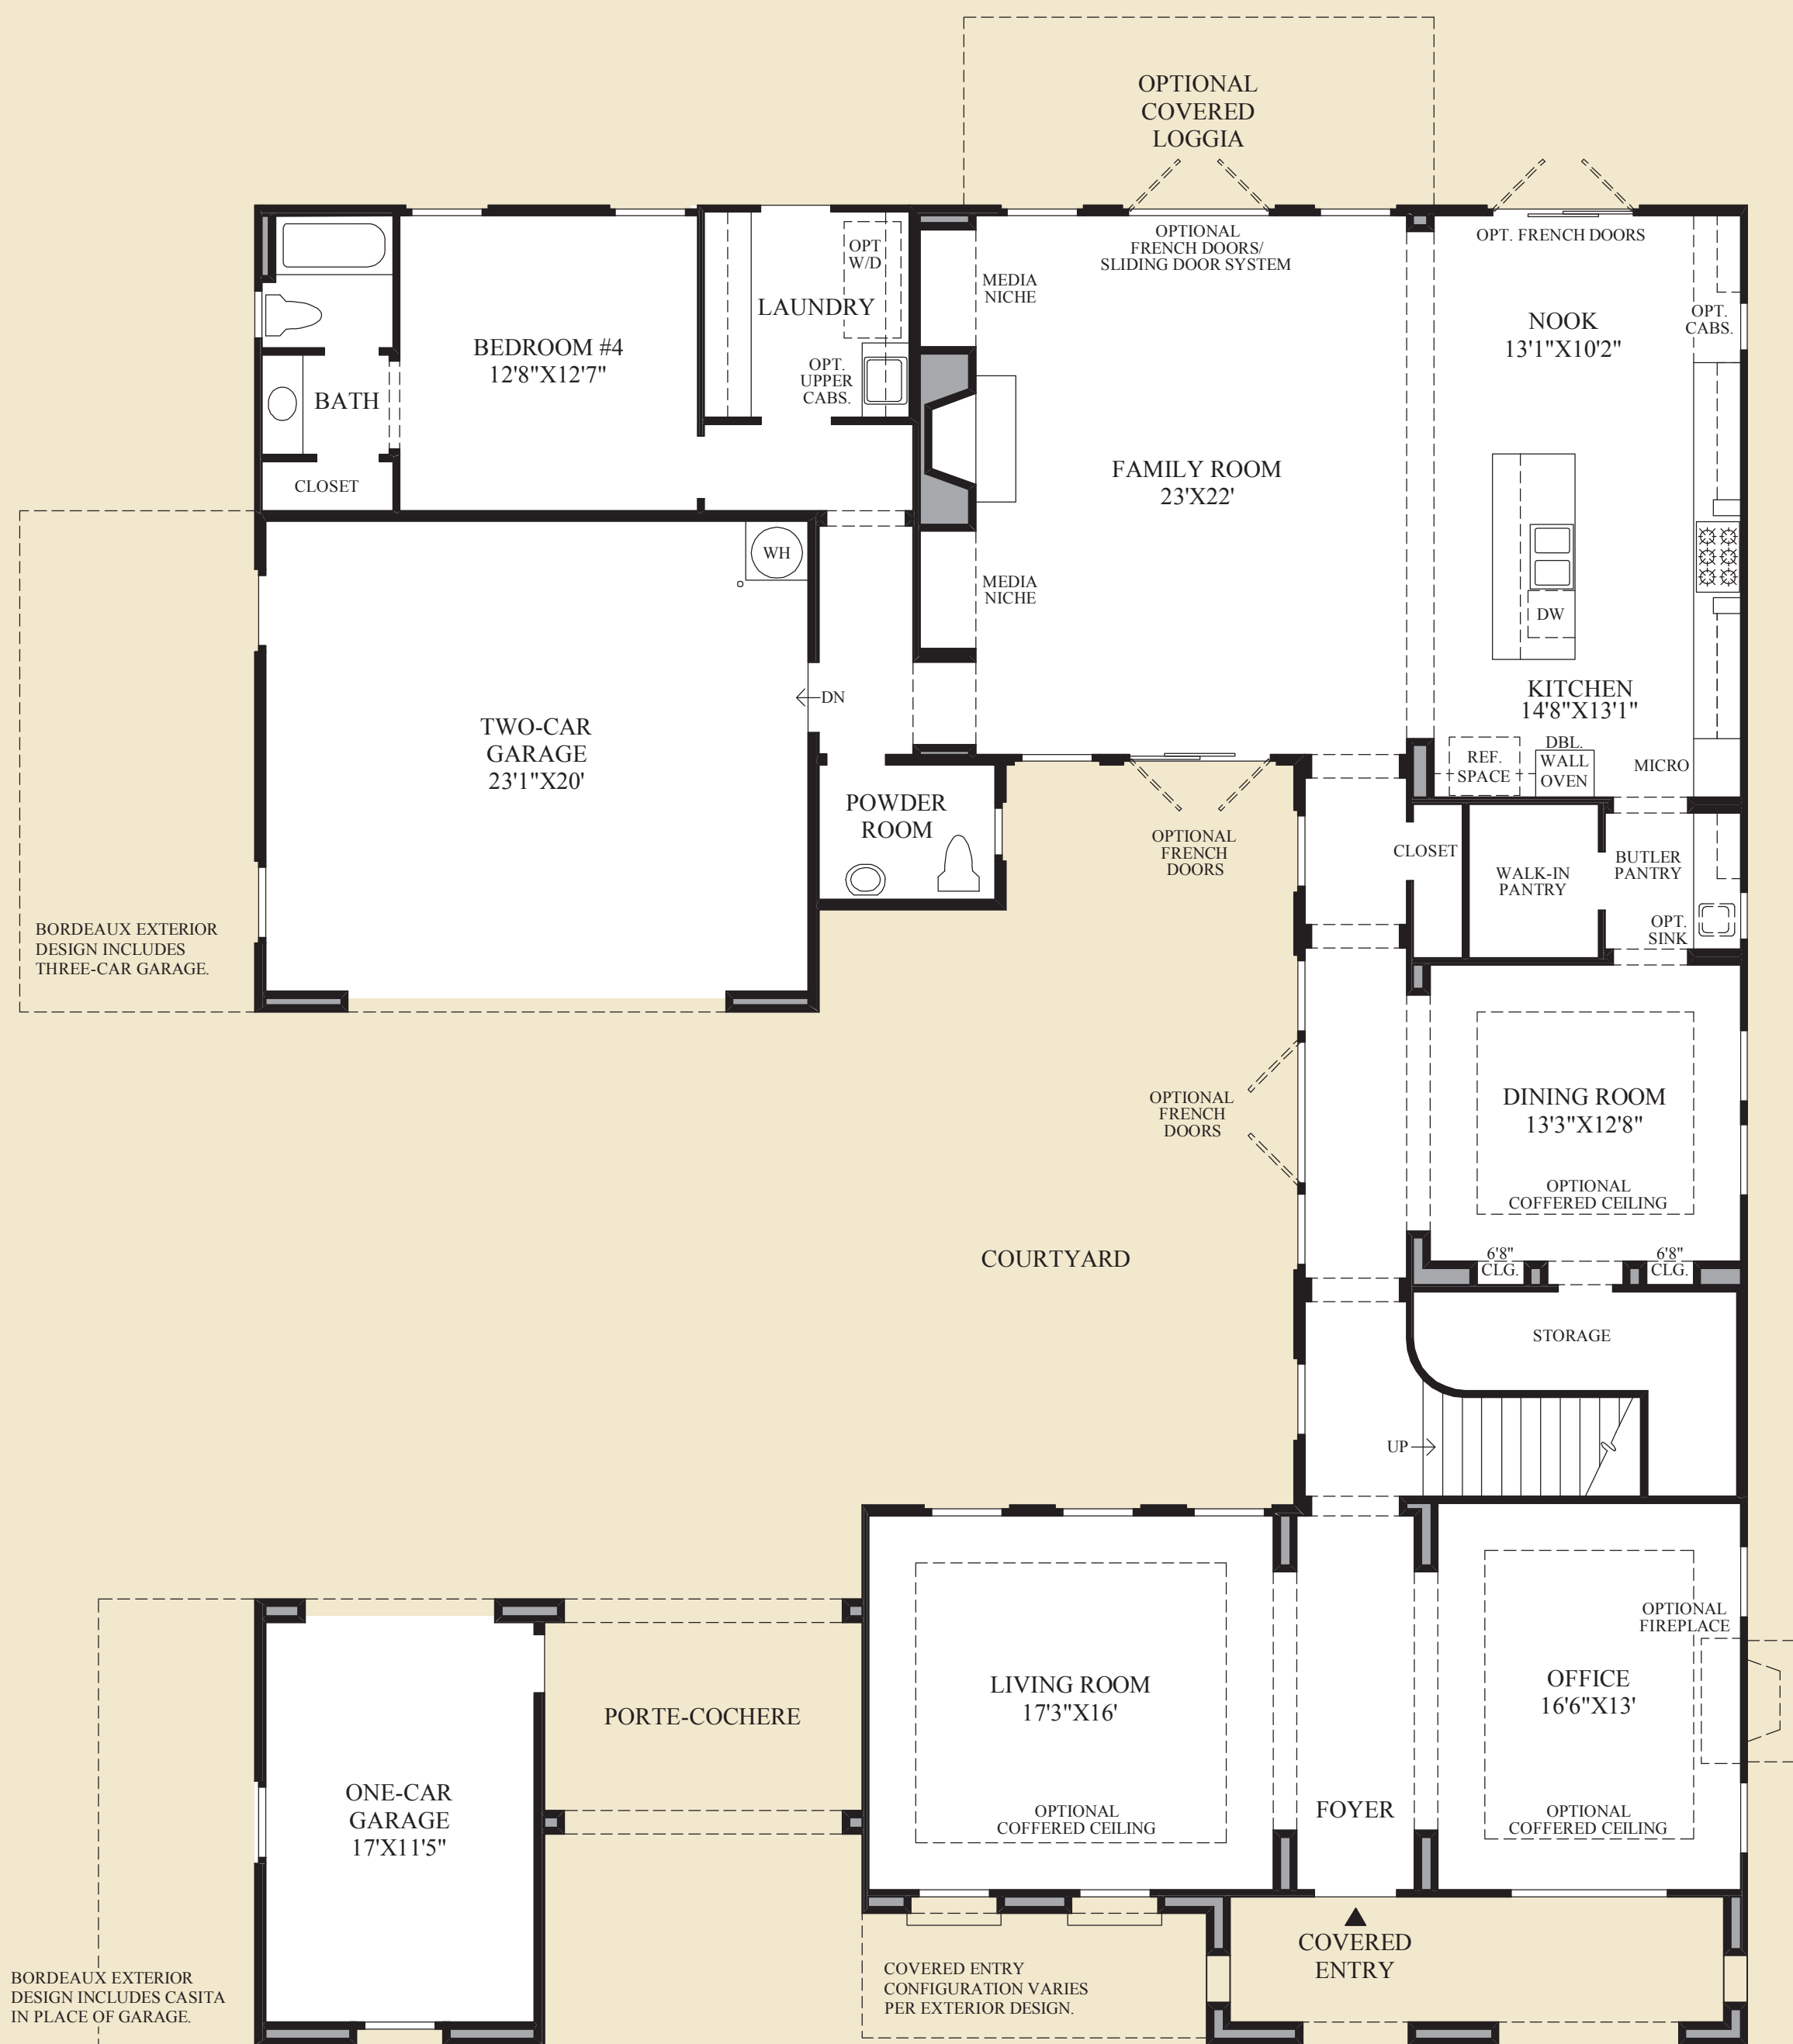 OPTIONAL
COVERED
LOGGIA
OPTIONAL
FRENCH DOORS/
SLIDING DOOR SYSTEM
OPT. FRENCH DOORS
MEDIA
NICHE
OPT
W/D
LAUNDRY
OPT.
UPPER
CABS.
BEDROOM #4
12'8"X12'7"
BATH
CLOSET
NOOK
13'1"X10'2"
OPT.
CABS.
FAMILY ROOM
23'X22'
WH
MEDIA
NICHE
DW
KITCHEN
14'8"X13'1"
DN
TWO-CAR
GARAGE
23'1"X20'
REF.
SPACE
DBL.
WALL
OVEN
MICRO
POWDER
ROOM
OPTIONAL
FRENCH
DOORS
CLOSET
WALK-IN
PANTRY
BUTLER
PANTRY
OPT.
SINK
BORDEAUX EXTERIOR
DESIGN INCLUDES
THREE-CAR GARAGE.
OPTIONAL
FRENCH
DOORS
DINING ROOM
13'3"X12'8"
OPTIONAL
COFFERED CEILING
6'8"
CLG.
6'8"
CLG.
COURTYARD
STORAGE
UP
OPTIONAL
FIREPLACE
LIVING ROOM
17'3"X16'
OFFICE
16'6"X13'
PORTE-COCHERE
ONE-CAR
GARAGE
17'X11'5"
OPTIONAL
COFFERED CEILING
FOYER
OPTIONAL
COFFERED CEILING
COVERED
ENTRY
COVERED ENTRY
CONFIGURATION VARIES
PER EXTERIOR DESIGN.
BORDEAUX EXTERIOR
DESIGN INCLUDES CASITA
IN PLACE OF GARAGE.